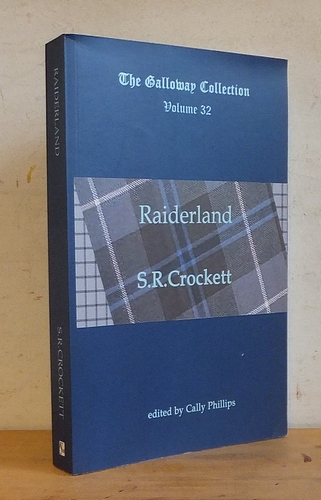 The Galloway Collection
Volume 32
Raiderland
S.R.Crockett
edited by Cally Phillips
RAIDERLAND
S.R.CROCKETT